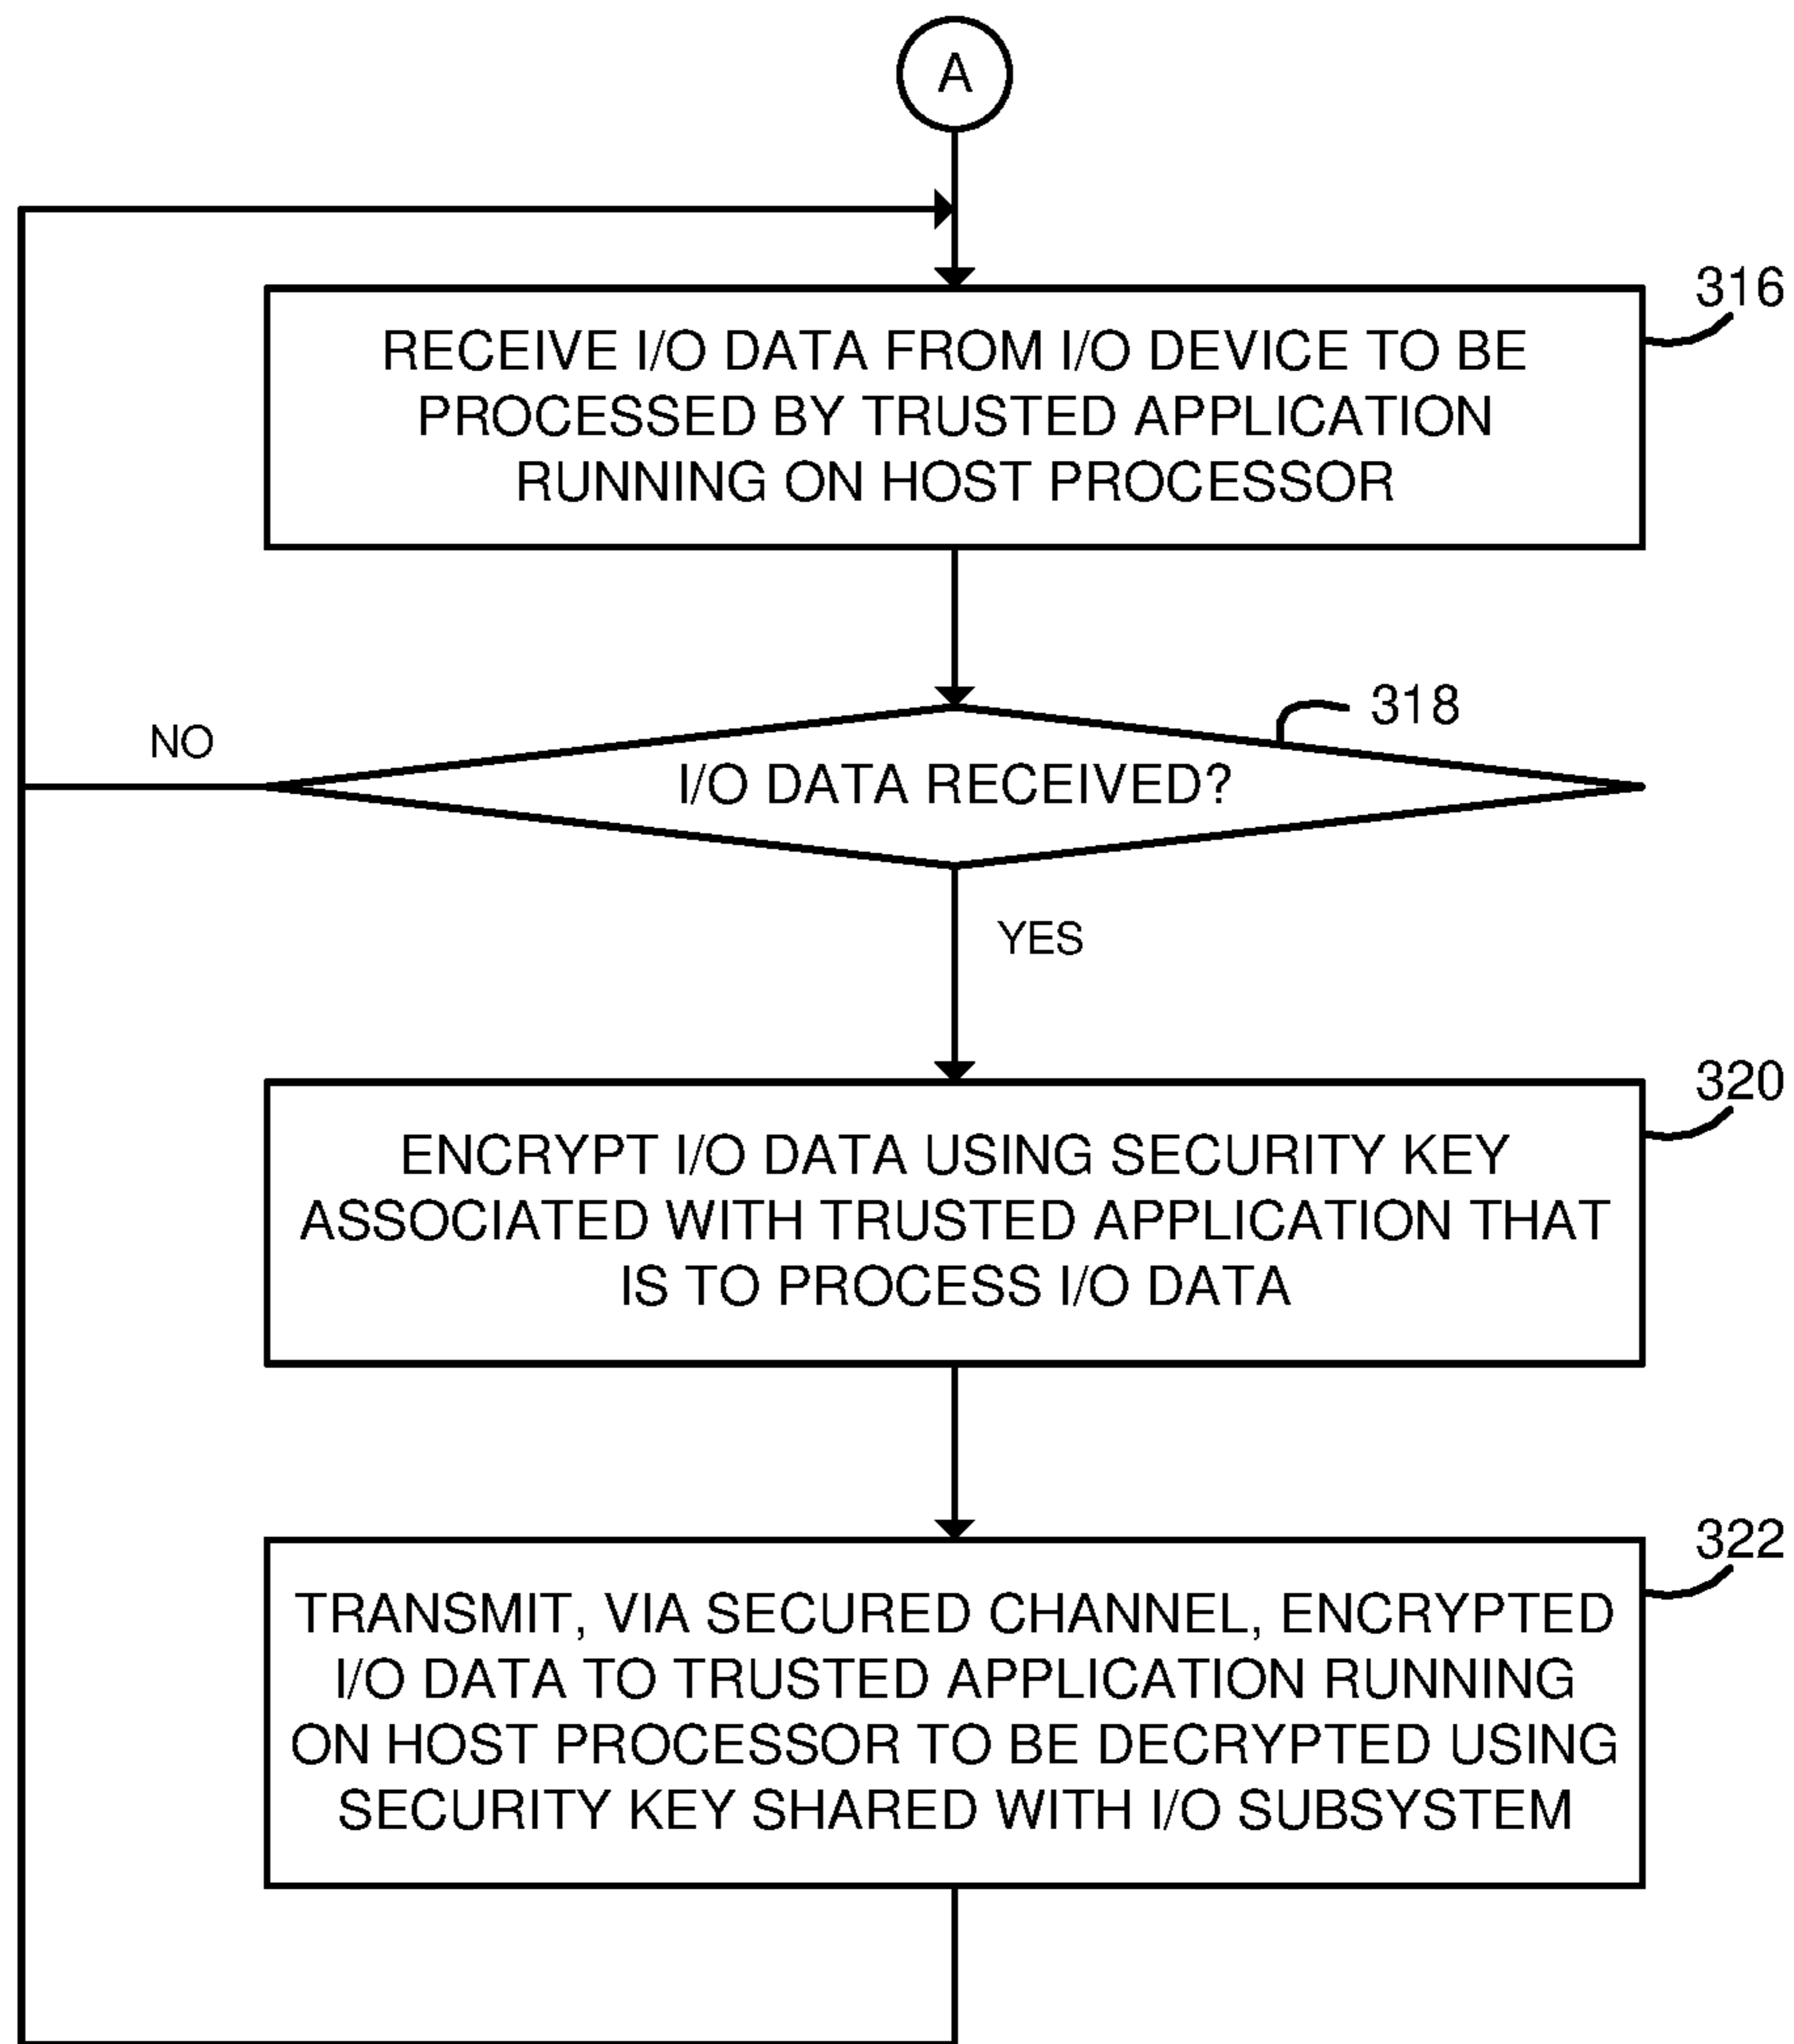 A
316
RECEIVE I/O DATA FROM I/O DEVICE TO BE
PROCESSED BY TRUSTED APPLICATION
RUNNING ON HOST PROCESSOR
318
NO
I/O DATA RECEIVED?
YES
320
ENCRYPT I/O DATA USING SECURITY KEY
ASSOCIATED WITH TRUSTED APPLICATION THAT
IS TO PROCESS I/O DATA
322
TRANSMIT, VIA SECURED CHANNEL, ENCRYPTED
I/O DATA TO TRUSTED APPLICATION RUNNING
ON HOST PROCESSOR TO BE DECRYPTED USING
SECURITY KEY SHARED WITH I/O SUBSYSTEM